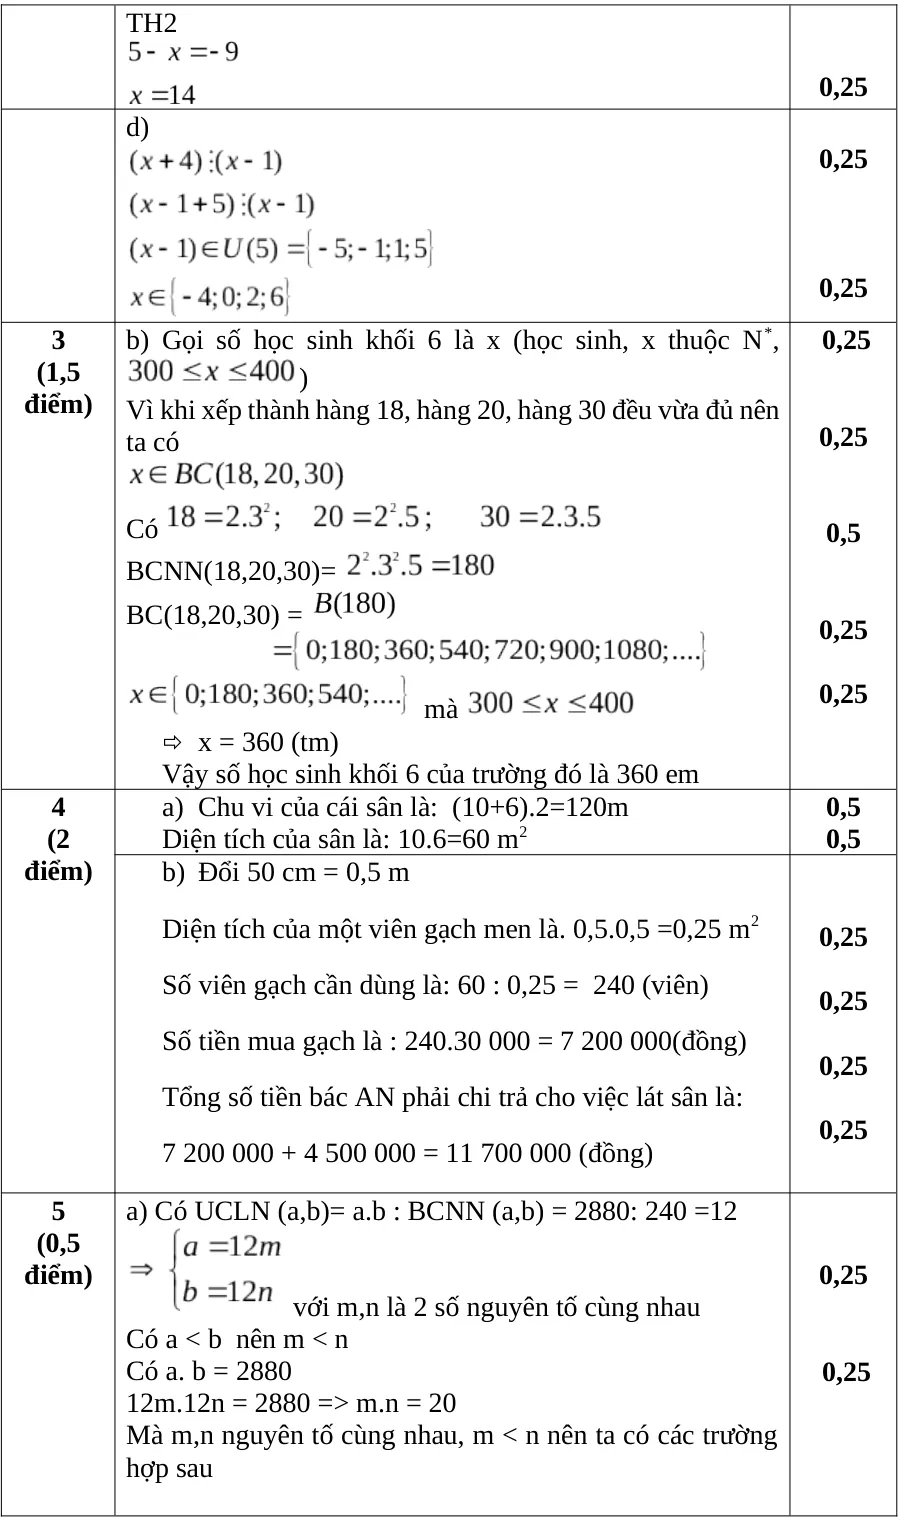 TH2
5 - x = - 9
x = 14
0,25
d)
(x + 4)⋮(x - 1)
0,25
(x - 1 + 5)⋮(x - 1)
(x - 1) ∈ U (5) = { - 5; - 1;1;5}
x ∈ { - 4; 0; 2; 6}
0,25
3
(1,5
điểm)
b) Gọi số học sinh khối 6 là x (học sinh, x thuộc N*,
300 ≤ x ≤ 400 )
0,25
Vì khi xếp thành hàng 18, hàng 20, hàng 30 đều vừa đủ nên
ta có
0,25
x ∈ BC(18, 20, 30)
Có 18 = 2.3²; 20 = 2².5; 30 = 2.3.5
0,5
BCNN(18,20,30)= 2².3².5 = 180
BC(18,20,30) = B(180)
0,25
= { 0;180; 360; 540; 720; 900;1080;....}
x ∈ { 0;180; 360; 540;....} mà 300 ≤ x ≤ 400
0,25
⇨ x = 360 (tm)
Vậy số học sinh khối 6 của trường đó là 360 em
4
(2
điểm)
a) Chu vi của cái sân là: (10+6).2=120m
0,5
Diện tích của sân là: 10.6=60 m²
0,5
b) Đổi 50 cm = 0,5 m
Diện tích của một viên gạch men là. 0,5.0,5 =0,25 m²
0,25
Số viên gạch cần dùng là: 60 : 0,25 = 240 (viên)
0,25
Số tiền mua gạch là : 240.30 000 = 7 200 000(đồng)
0,25
Tổng số tiền bác AN phải chi trả cho việc lát sân là:
0,25
7 200 000 + 4 500 000 = 11 700 000 (đồng)
5
(0,5
điểm)
a) Có UCLN (a,b)= a.b : BCNN (a,b) = 2880: 240 =12
⇒ { a = 12m
b = 12n với m,n là 2 số nguyên tố cùng nhau
0,25
Có a < b nên m < n
Có a. b = 2880
0,25
12m.12n = 2880 => m.n = 20
Mà m,n nguyên tố cùng nhau, m < n nên ta có các trường
hợp sau